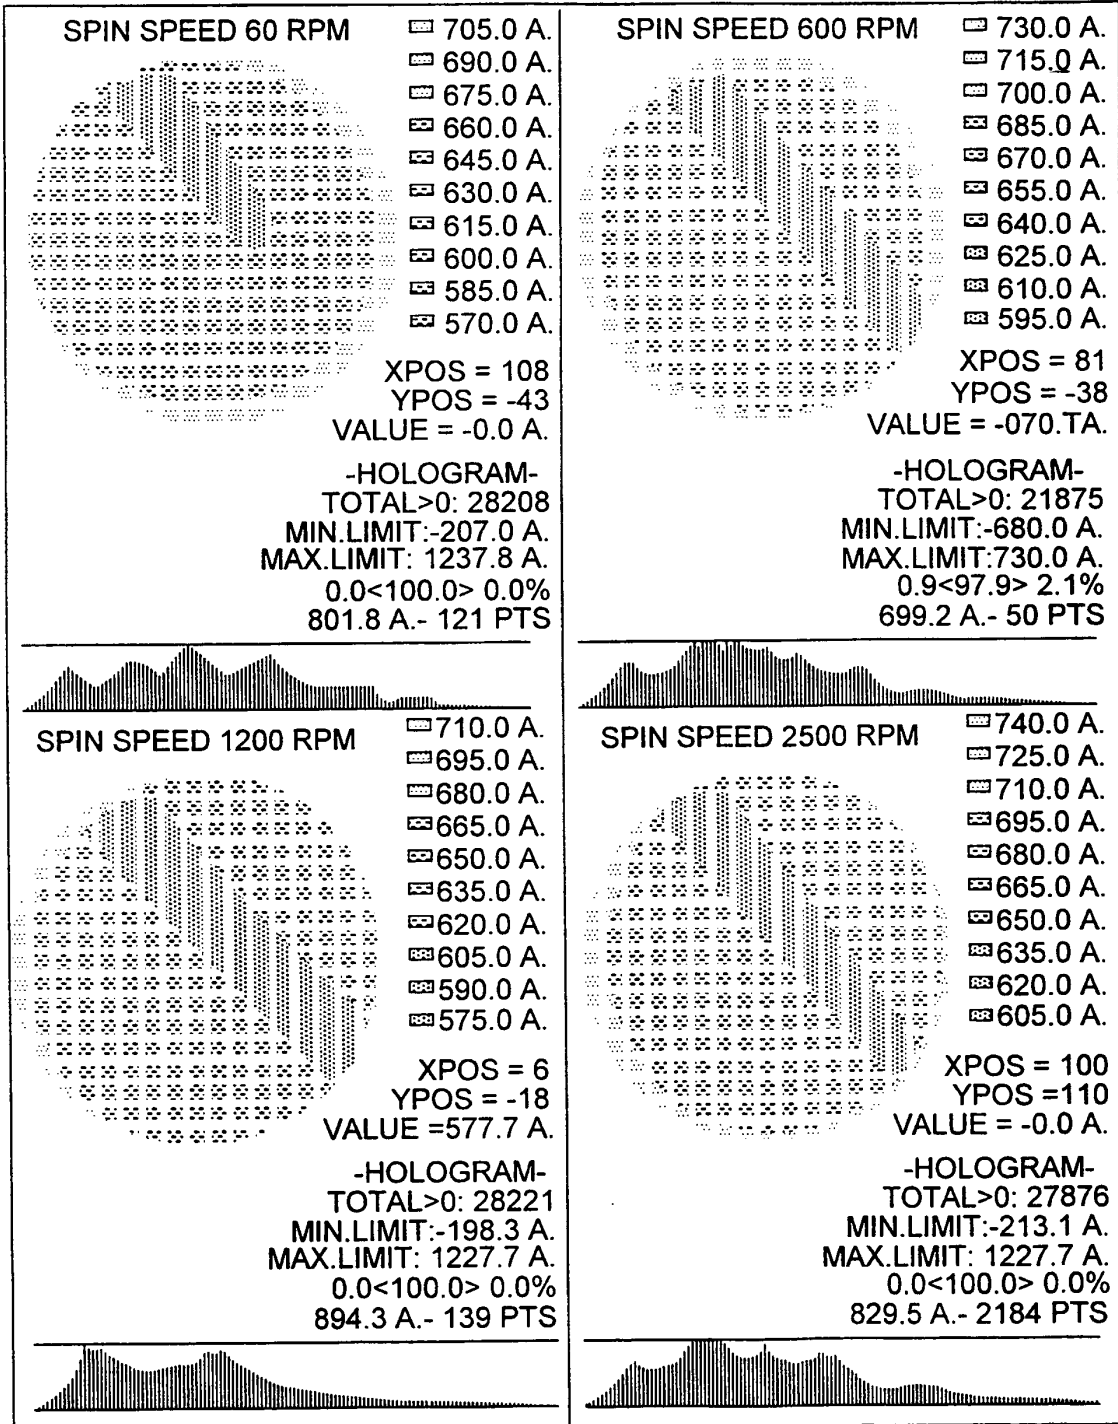 SPIN SPEED 60 RPM
705.0 A.
690.0 A.
675.0 A.
660.0 A.
645.0 A.
630.0 A.
615.0 A.
600.0 A.
585.0 A.
570.0 A.
XPOS = 108
YPOS = -43
VALUE = -0.0 A.
-HOLOGRAM-
TOTAL>0: 28208
MIN.LIMIT:-207.0 A.
MAX.LIMIT: 1237.8 A.
0.0<100.0> 0.0%
801.8 A.- 121 PTS
SPIN SPEED 600 RPM
730.0 A.
715.0 A.
700.0 A.
685.0 A.
670.0 A.
655.0 A.
640.0 A.
625.0 A.
610.0 A.
595.0 A.
XPOS = 81
YPOS = -38
VALUE = -070.TA.
-HOLOGRAM-
TOTAL>0: 21875
MIN.LIMIT:-680.0 A.
MAX.LIMIT:730.0 A.
0.9<97.9> 2.1%
699.2 A.- 50 PTS
SPIN SPEED 1200 RPM
710.0 A.
695.0 A.
680.0 A.
665.0 A.
650.0 A.
635.0 A.
620.0 A.
605.0 A.
590.0 A.
575.0 A.
XPOS = 6
YPOS = -18
VALUE =577.7 A.
-HOLOGRAM-
TOTAL>0: 28221
MIN.LIMIT:-198.3 A.
MAX.LIMIT: 1227.7 A.
0.0<100.0> 0.0%
894.3 A.- 139 PTS
SPIN SPEED 2500 RPM
740.0 A.
725.0 A.
710.0 A.
695.0 A.
680.0 A.
665.0 A.
650.0 A.
635.0 A.
620.0 A.
605.0 A.
XPOS = 100
YPOS =110
VALUE = -0.0 A.
-HOLOGRAM-
TOTAL>0: 27876
MIN.LIMIT:-213.1 A.
MAX.LIMIT: 1227.7 A.
0.0<100.0> 0.0%
829.5 A.- 2184 PTS